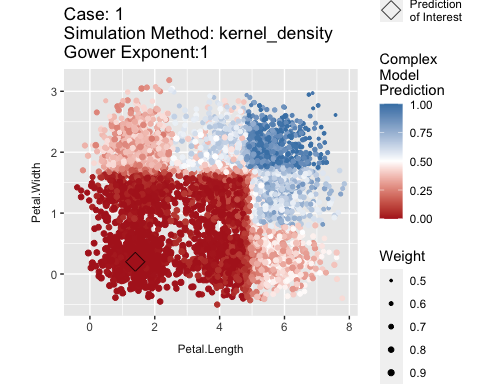 Case: 1
Simulation Method: kernel_density
Gower Exponent:1
Prediction
of Interest
Complex
Model
Prediction
1.00
0.75
0.50
0.25
0.00
Weight
0.5
0.6
0.7
0.8
0.9
3
2
1
0
Petal.Width
0
2
4
6
8
Petal.Length